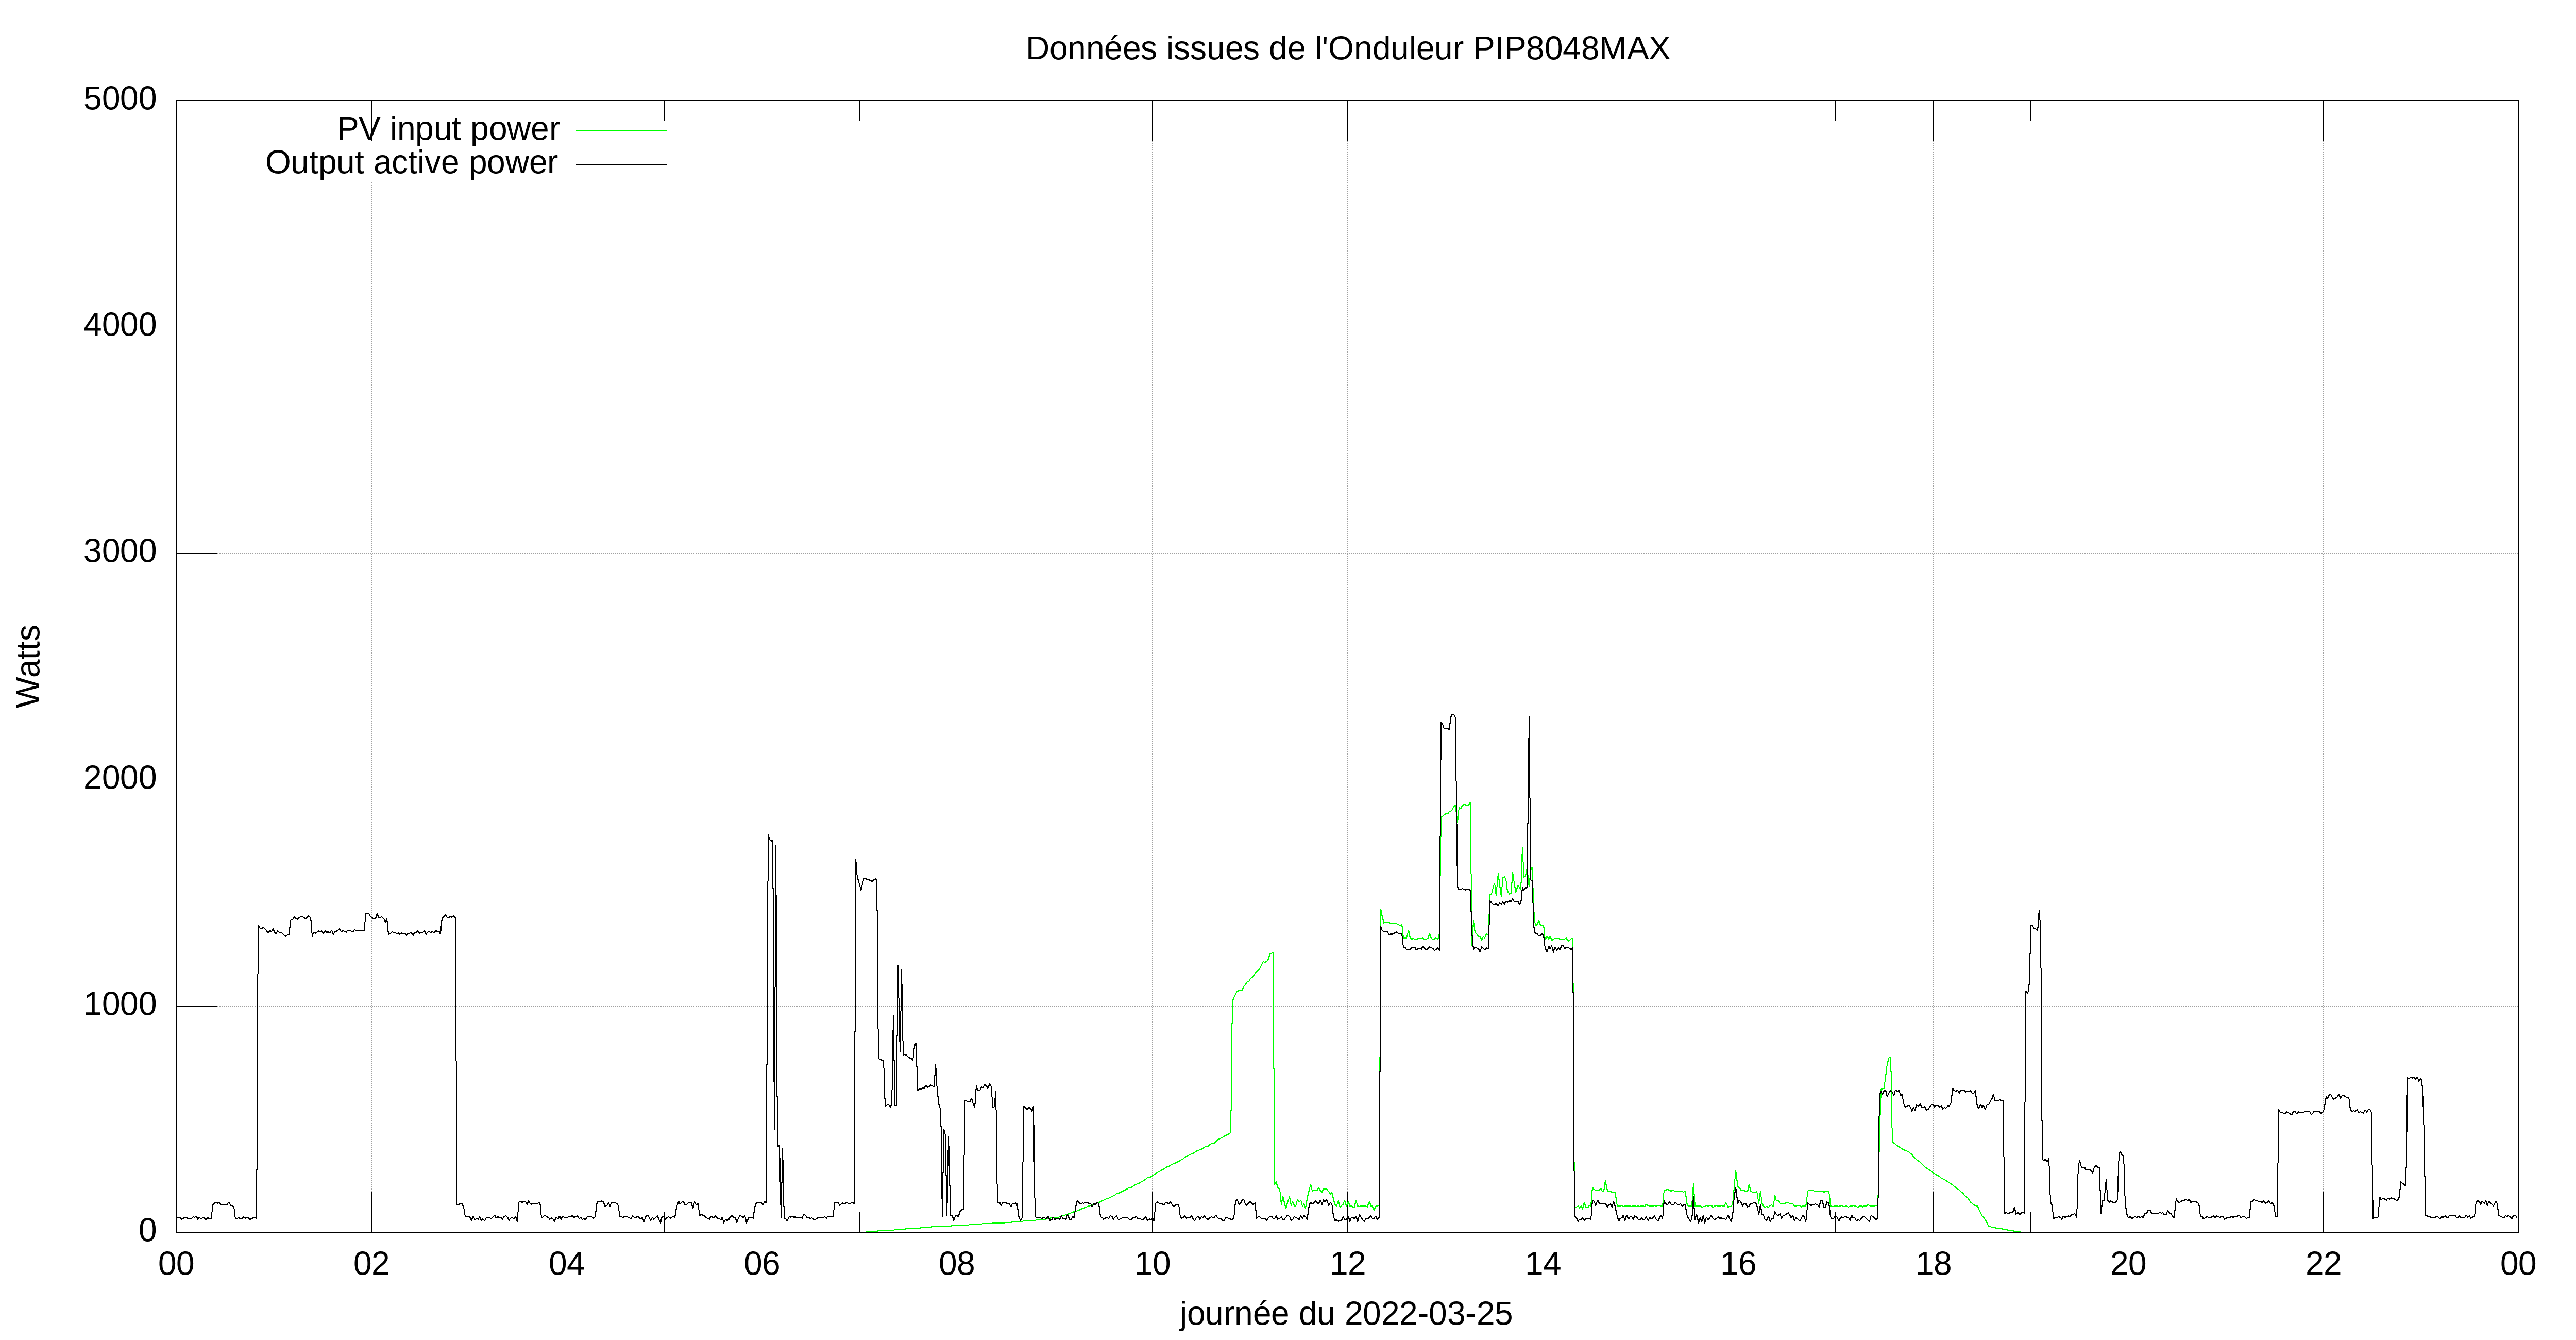 Données issues de l'Onduleur PIP8048MAX
5000
PV input power
Output active power
4000
3000
Watts
2000
1000
0
00 02 04 06 08 10 12 14 16 18 20 22 00
journée du 2022-03-25